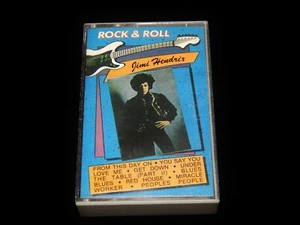 ROCK & ROLL
Jimi Hendrix
FROM THIS DAY ON • YOU SAY YOU
LOVE ME • GET DOWN • UNDER
THE TABLE (PART II) • BLUES
BLUES • RED HOUSE • MIRACLE
WORKER • PEOPLES PEOPLE